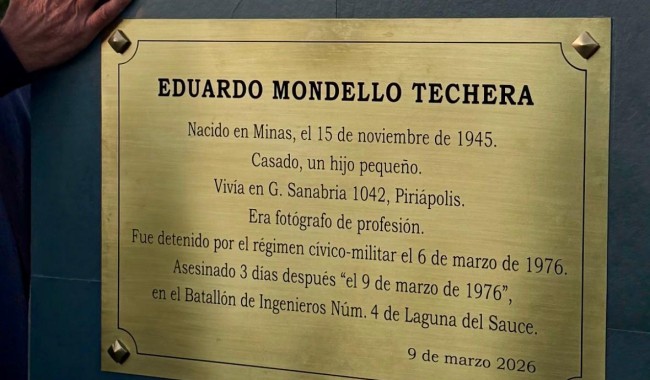 EDUARDO MONDELLO TECHERA
Nacido en Minas, el 15 de noviembre de 1945.
Casado, un hijo pequeño.
Vivía en G. Sanabria 1042, Piriápolis.
Era fotógrafo de profesión.
Fue detenido por el régimen cívico-militar el 6 de marzo de 1976.
Asesinado 3 días después “el 9 de marzo de 1976”,
en el Batallón de Ingenieros Núm. 4 de Laguna del Sauce.
9 de marzo 2026